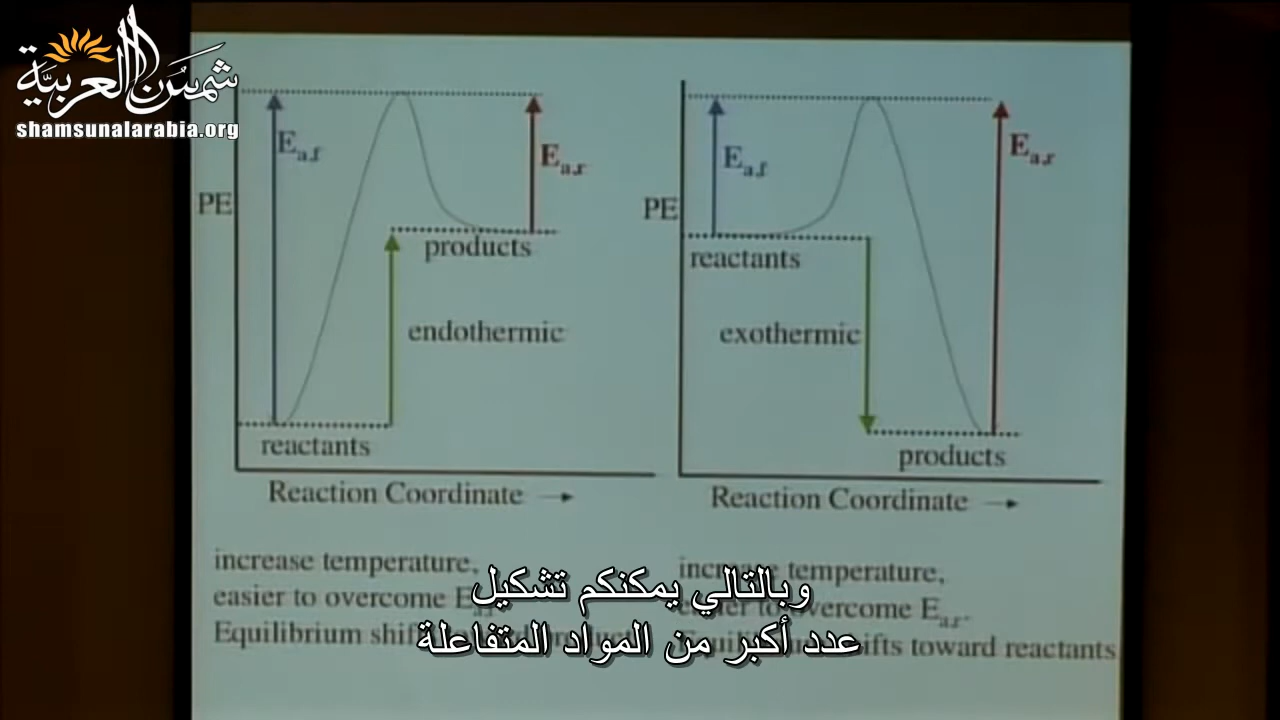 شمس العربية
shamsunalarabia.org
PE
Ea,f
Ea,r
products
endothermic
reactants
Reaction Coordinate
PE
Ea,f
Ea,r
reactants
exothermic
products
Reaction Coordinate
increase temperature,
easier to overcome
Equilibrium
increase temperature,
easier to overcome Ea,r.
shifts toward reactants
وبالتالي يمكنكم تشكيل
عدد أكبر من المواد المتفاعلة